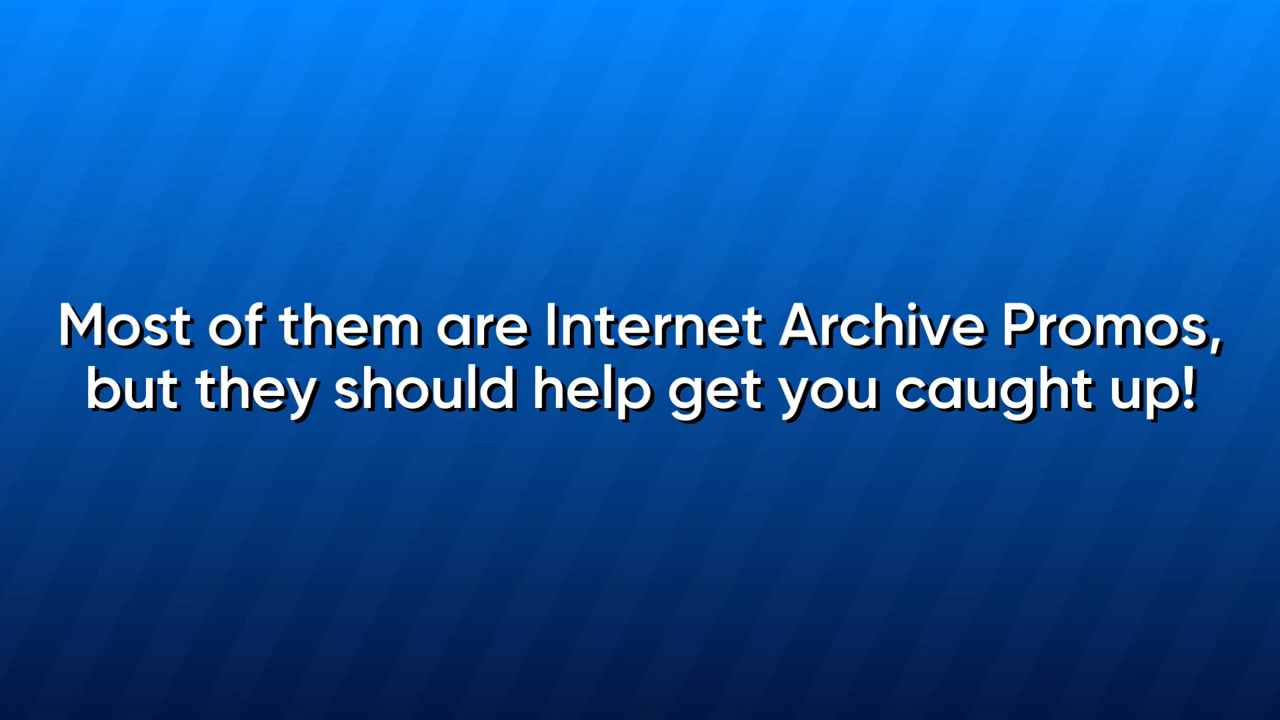 Most of them are Internet Archive Promos,
but they should help get you caught up!